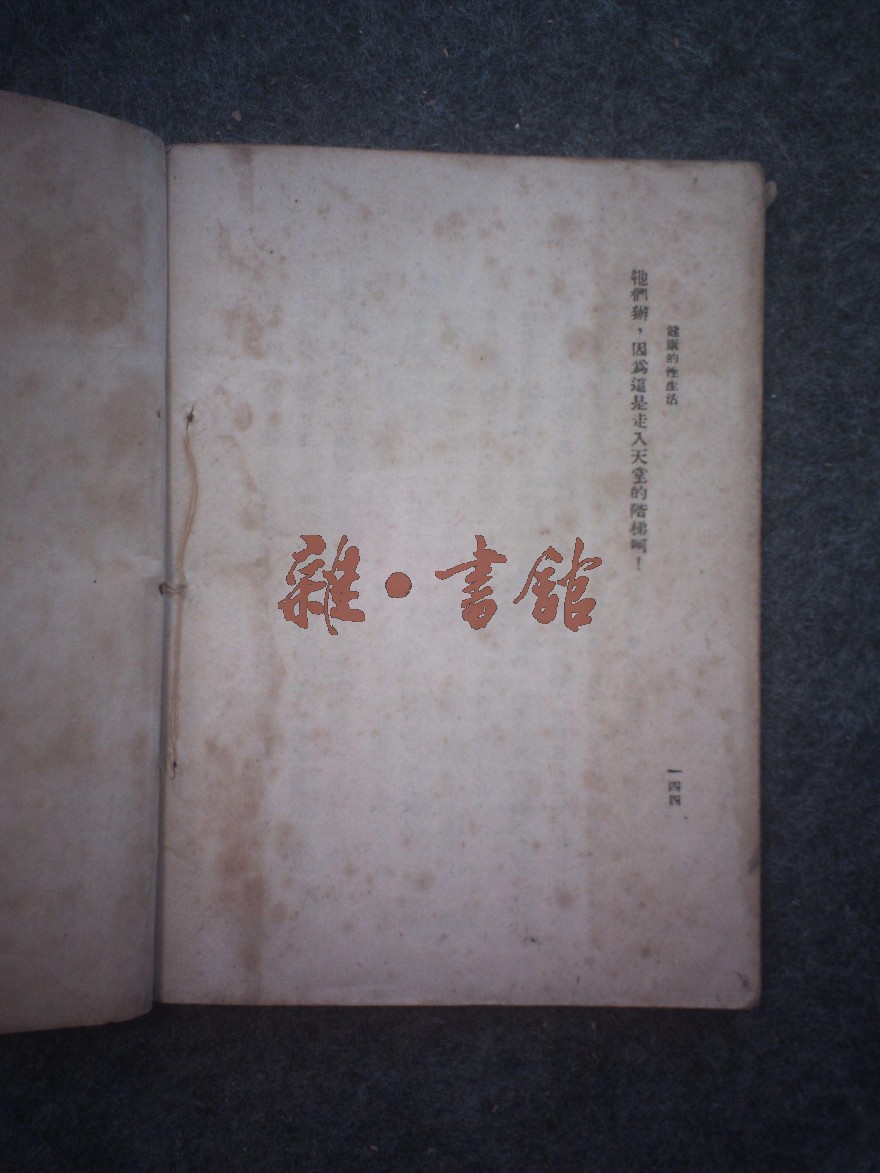 健康的性生活
牠們辦，因爲這是走入天堂的階梯呵！
一四四
雜·書館